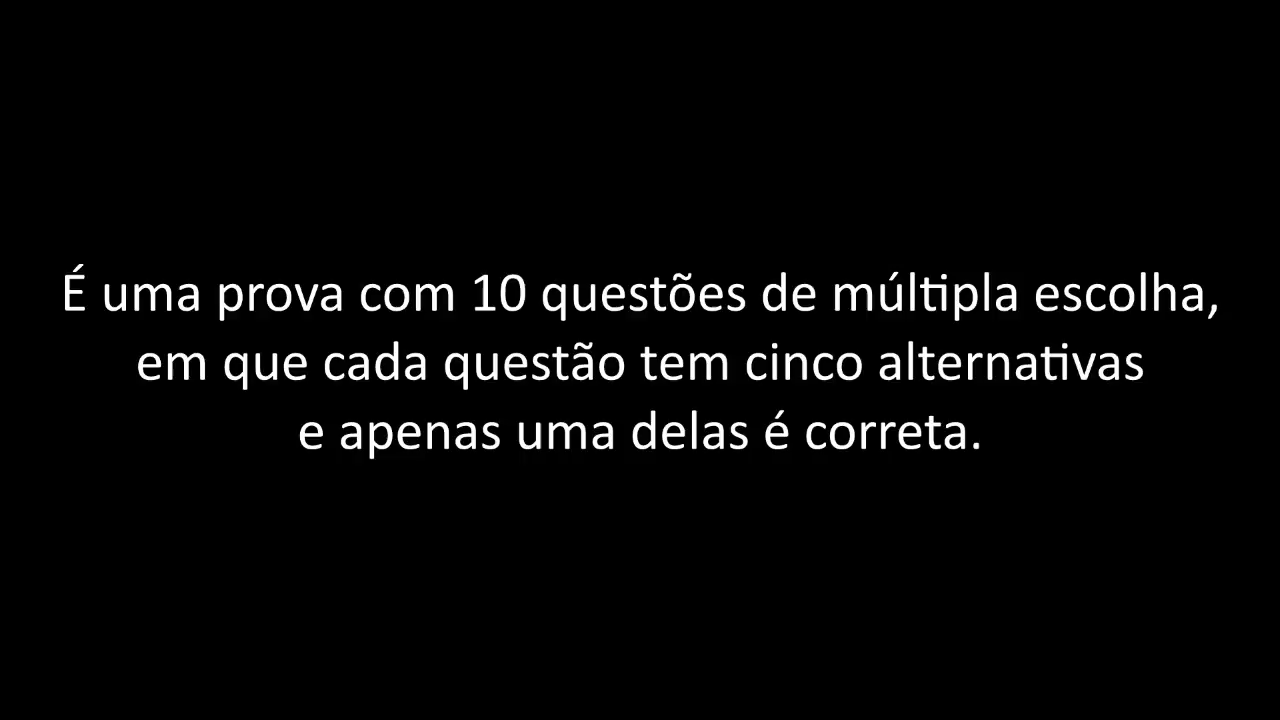 É uma prova com 10 questões de múltipla escolha,
em que cada questão tem cinco alternativas
e apenas uma delas é correta.